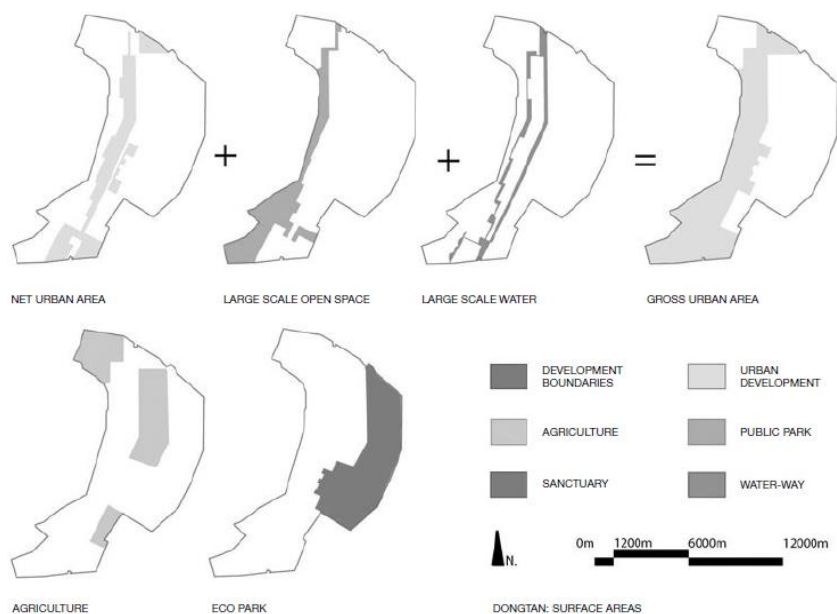 + + =
NET URBAN AREA
LARGE SCALE OPEN SPACE
LARGE SCALE WATER
GROSS URBAN AREA
DEVELOPMENT
BOUNDARIES
URBAN
DEVELOPMENT
AGRICULTURE
PUBLIC PARK
SANCTUARY
WATER-WAY
N.
0m 1200m 6000m 12000m
AGRICULTURE
ECO PARK
DONGTAN: SURFACE AREAS